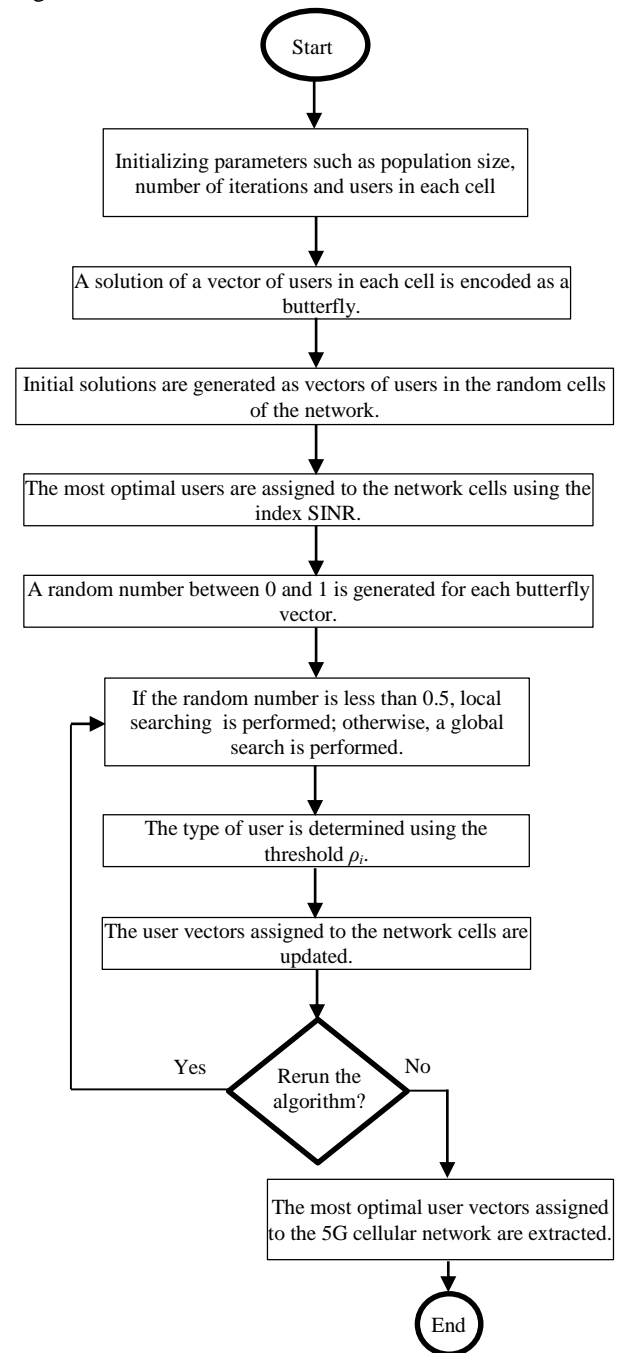 Start
Initializing parameters such as population size,
number of iterations and users in each cell
A solution of a vector of users in each cell is encoded as a
butterfly.
Initial solutions are generated as vectors of users in the random cells
of the network.
The most optimal users are assigned to the network cells using the
index SINR.
A random number between 0 and 1 is generated for each butterfly
vector.
If the random number is less than 0.5, local
searching is performed; otherwise, a global
search is performed.
The type of user is determined using the
threshold ρi.
The user vectors assigned to the network cells are
updated.
Yes
No
Rerun the
algorithm?
The most optimal user vectors assigned
to the 5G cellular network are extracted.
End